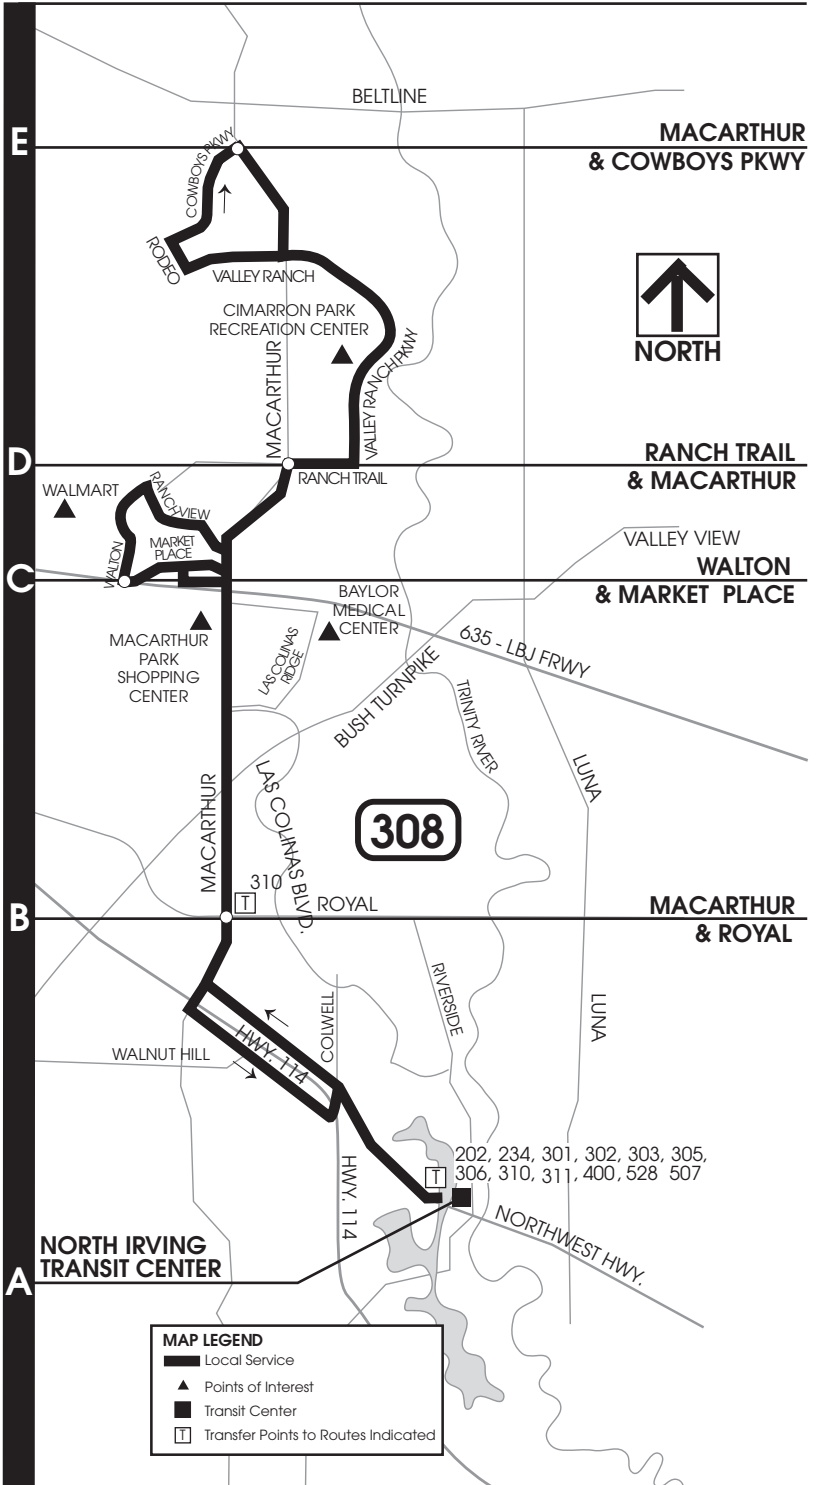 BELTLINE
E
MACARTHUR
& COWBOYS PKWY
COWBOYS PKWY
RODEO
VALLEY RANCH
NORTH
CIMARRON PARK
RECREATION CENTER
MACARTHUR
VALLEY RANCH PKWY
D
RANCH TRAIL
& MACARTHUR
RANCH TRAIL
WALMART
RANCHVIEW
MARKET
PLACE
WALTON
VALLEY VIEW
C
WALTON
& MARKET PLACE
BAYLOR
MEDICAL
CENTER
MACARTHUR
PARK
SHOPPING
CENTER
LAS COLINAS
RIDGE
635 - LBJ FRWY
BUSH TURNPIKE
TRINITY RIVER
LUNA
MACARTHUR
LAS COLINAS BLVD.
308
310
T
ROYAL
B
MACARTHUR
& ROYAL
RIVERSIDE
COLWELL
LUNA
HWY. 114
WALNUT HILL
202, 234, 301, 302, 303, 305,
306, 310, 311, 400, 528 507
T
HWY. 114
NORTHWEST HWY.
NORTH IRVING
TRANSIT CENTER
A
MAP LEGEND
Local Service
Points of Interest
Transit Center
T Transfer Points to Routes Indicated